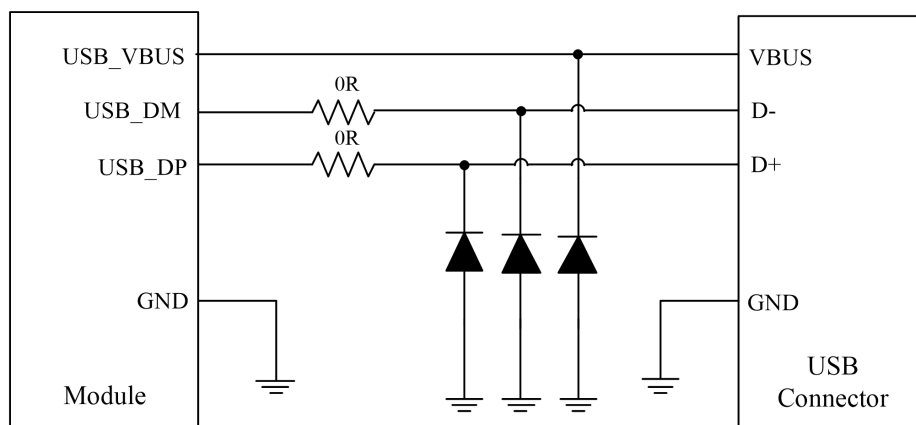 USB_VBUS
VBUS
0R
USB_DM
D-
0R
USB_DP
D+
GND
GND
Module
USB
Connector